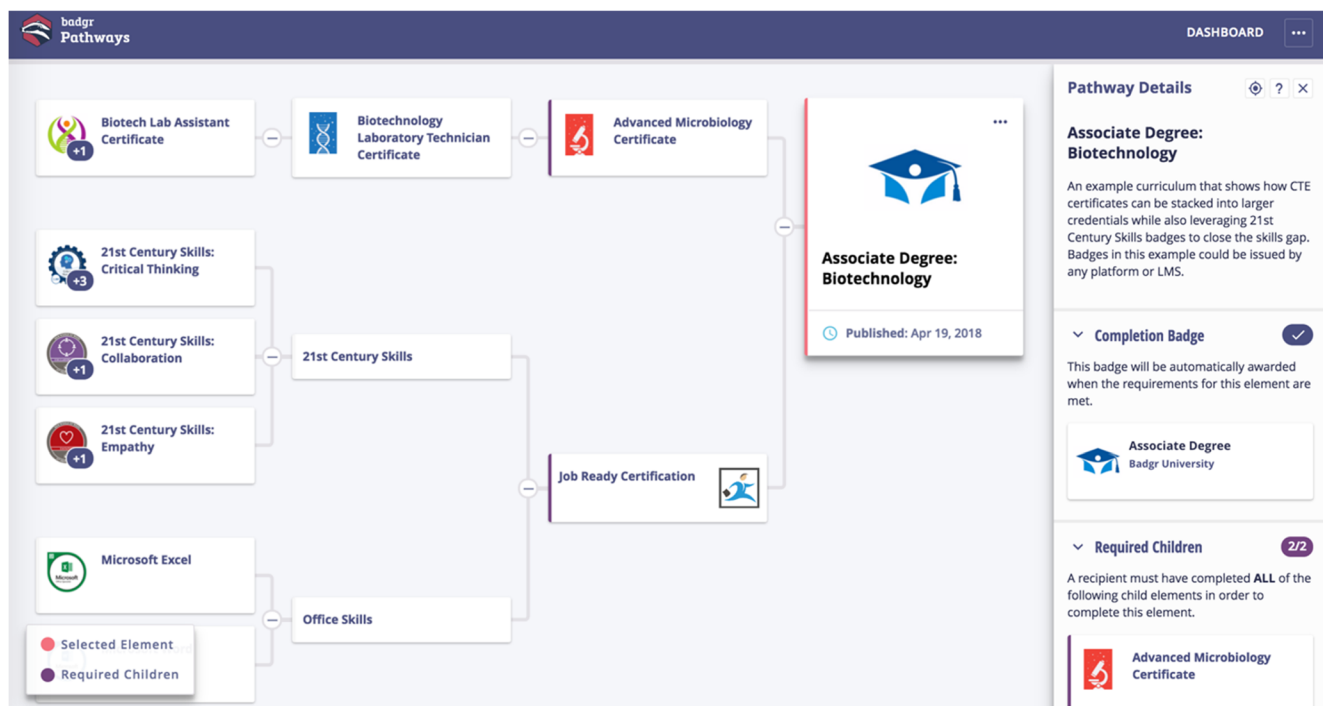 badgr
Pathways
DASHBOARD
Biotech Lab Assistant
Certificate
+1
Biotechnology
Laboratory Technician
Certificate
Advanced Microbiology
Certificate
Associate Degree:
Biotechnology
Published: Apr 19, 2018
21st Century Skills:
Critical Thinking
+3
21st Century Skills:
Collaboration
+1
21st Century Skills:
Empathy
+1
21st Century Skills
Job Ready Certification
Microsoft Excel
Microsoft
Office Skills
Selected Element
Required Children
Pathway Details
?
Associate Degree:
Biotechnology
An example curriculum that shows how CTE
certificates can be stacked into larger
credentials while also leveraging 21st
Century Skills badges to close the skills gap.
Badges in this example could be issued by
any platform or LMS.
Completion Badge
This badge will be automatically awarded
when the requirements for this element are
met.
Associate Degree
Badgr University
Required Children
2/2
A recipient must have completed ALL of the
following child elements in order to
complete this element.
Advanced Microbiology
Certificate